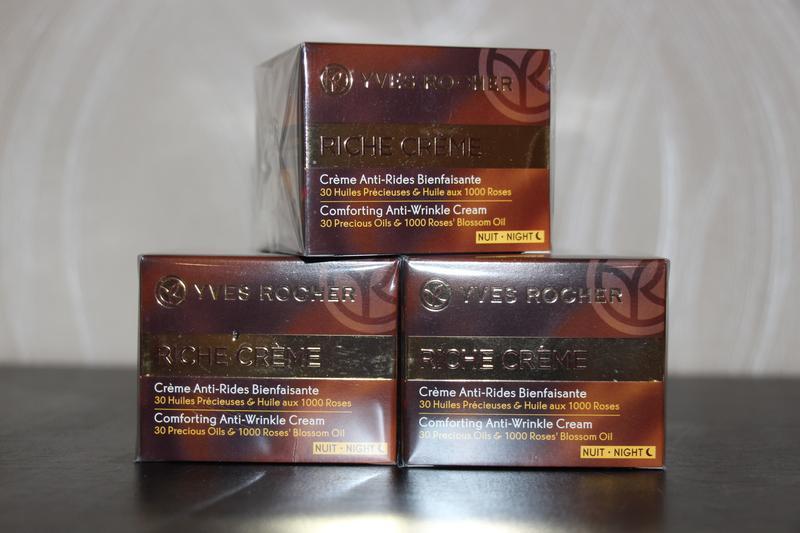 YVES ROCHER
RICHE CRÈME
Crème Anti-Rides Bienfaisante
30 Huiles Précieuses & Huile aux 1000 Roses
Comforting Anti-Wrinkle Cream
30 Precious Oils & 1000 Roses' Blossom Oil
NUIT · NIGHT
YVES ROCHER
RICHE CRÈME
Crème Anti-Rides Bienfaisante
30 Huiles Précieuses & Huile aux 1000 Roses
Comforting Anti-Wrinkle Cream
30 Precious Oils & 1000 Roses' Blossom Oil
NUIT · NIGHT
YVES ROCHER
RICHE CRÈME
Crème Anti-Rides Bienfaisante
30 Huiles Précieuses & Huile aux 1000 Roses
Comforting Anti-Wrinkle Cream
30 Precious Oils & 1000 Roses' Blossom Oil
NUIT · NIGHT